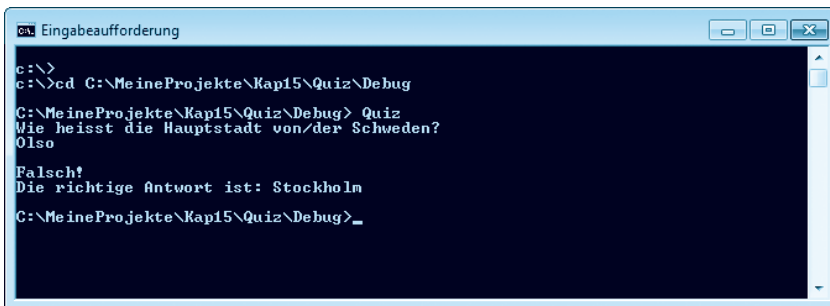 Eingabeaufforderung
c:\>
c:\>cd C:\MeineProjekte\Kap15\Quiz\Debug
C:\MeineProjekte\Kap15\Quiz\Debug> Quiz
Wie heisst die Hauptstadt von/der Schweden?
Olso
Falsch!
Die richtige Antwort ist: Stockholm
C:\MeineProjekte\Kap15\Quiz\Debug>_